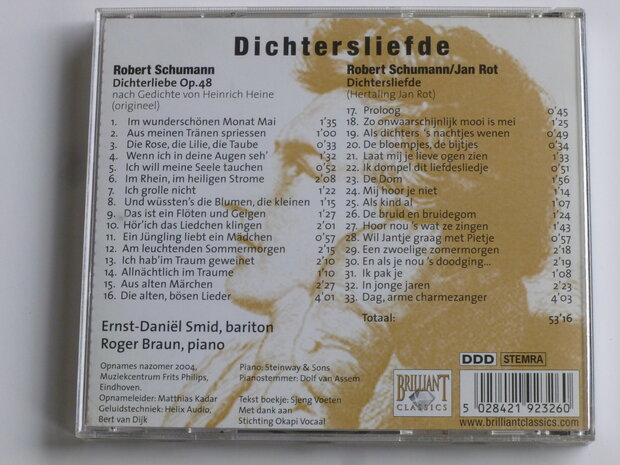 Dichtersliefde
Robert Schumann
Dichterliebe Op.48
nach Gedichte von Heinrich Heine
(origineel)
1. Im wunderschönen Monat Mai 1'35
2. Aus meinen Tränen spriessen 1'00
3. Die Rose, die Lilie, die Taube 0'33
4. Wenn ich in deine Augen seh' 1'32
5. Ich will meine Seele tauchen 0'52
6. Im Rhein, im heiligen Strome 2'08
7. Ich grolle nicht 1'22
8. Und wüssten's die Blumen, die kleinen 1'15
9. Das ist ein Flöten und Geigen 1'27
10. Hör'ich das Liedchen klingen 2'01
11. Ein Jüngling liebt ein Mädchen 0'57
12. Am leuchtenden Sommermorgen 2'15
13. Ich hab'im Traum geweinet 2'10
14. Allnächtlich im Traume 1'10
15. Aus alten Märchen 2'27
16. Die alten, bösen Lieder 4'01
Robert Schumann/Jan Rot
Dichtersliefde
(Hertaling Jan Rot)
17. Proloog 0'45
18. Zo onwaarschijnlijk mooi is mei 1'25
19. Als dichters 's nachtjes wenen 0'49
20. De bloempjes, de bijtjes 0'34
21. Laat mij je lieve ogen zien 1'33
22. Ik dompel dit liefdesliedje 0'51
23. De Dom 1'56
24. Mij hoor je niet 1'14
25. Als kind al 1'07
26. De bruid en bruidegom 1'24
27. Hoor nou's wat ze zingen 1'43
28. Wil Jantje graag met Pietje 0'57
29. Een zwoele zomermorgen 2'18
30. En als je nou's doodging... 2'19
31. Ik pak je 1'08
32. In jonge jaren 2'23
33. Dag, arme charmezanger 4'03
Totaal: 53'16
Ernst-Daniël Smid, bariton
Roger Braun, piano
Opnames nazomer 2004,
Muziekcentrum Frits Philips,
Eindhoven.
Opnameleider: Matthias Kadar
Geluidstechniek: Helix Audio,
Bert van Dijk
Piano: Steinway & Sons
Pianostemmer: Dolf van Assem
Tekst boekje: Sjeng Voeten
Met dank aan
Stichting Okapi Vocaal
BRILLIANT
CLASSICS
DDD STEMRA
5 028421 923260
www.brilliantclassics.com